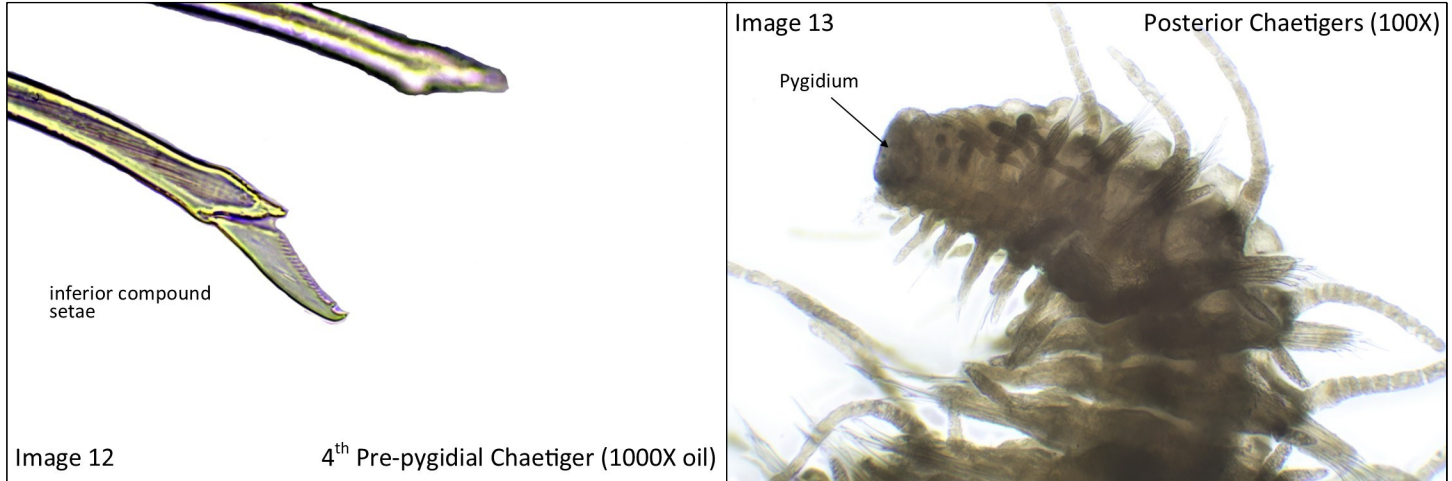 inferior compound
setae
Image 12
4th Pre-pygidial Chaetiger (1000X oil)
Image 13
Posterior Chaetigers (100X)
Pygidium